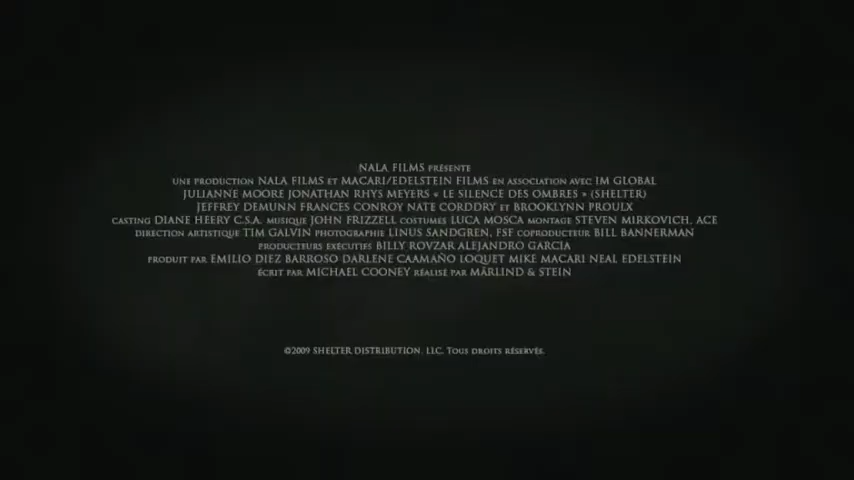 NALA FILMS PRÉSENTE
UNE PRODUCTION NALA FILMS ET MACARI/EDELSTEIN FILMS EN ASSOCIATION AVEC IM GLOBAL
JULIANNE MOORE JONATHAN RHYS MEYERS « LE SILENCE DES OMBRES » (SHELTER)
JEFFREY DEMUNN FRANCES CONROY NATE CORDDRY ET BROOKLYNN PROULX
CASTING DIANE HEERY C.S.A. MUSIQUE JOHN FRIZZELL COSTUMES LUCA MOSCA MONTAGE STEVEN MIRKOVICH, ACE
DIRECTION ARTISTIQUE TIM GALVIN PHOTOGRAPHIE LINUS SANDGREN, FSF COPRODUCTEUR BILL BANNERMAN
PRODUCTEURS EXÉCUTIFS BILLY ROVZAR ALEJANDRO GARCIA
PRODUIT PAR EMILIO DIEZ BARROSO DARLENE CAAMAÑO LOQUET MIKE MACARI NEAL EDELSTEIN
ÉCRIT PAR MICHAEL COONEY RÉALISÉ PAR MÅRLIND & STEIN
©2009 SHELTER DISTRIBUTION, LLC. TOUS DROITS RÉSERVÉS.